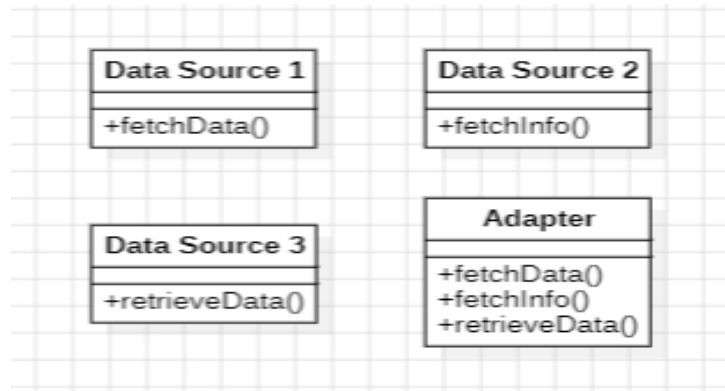 Data Source 1
+fetchData()
Data Source 2
+fetchInfo()
Data Source 3
+retrieveData()
Adapter
+fetchData()
+fetchInfo()
+retrieveData()